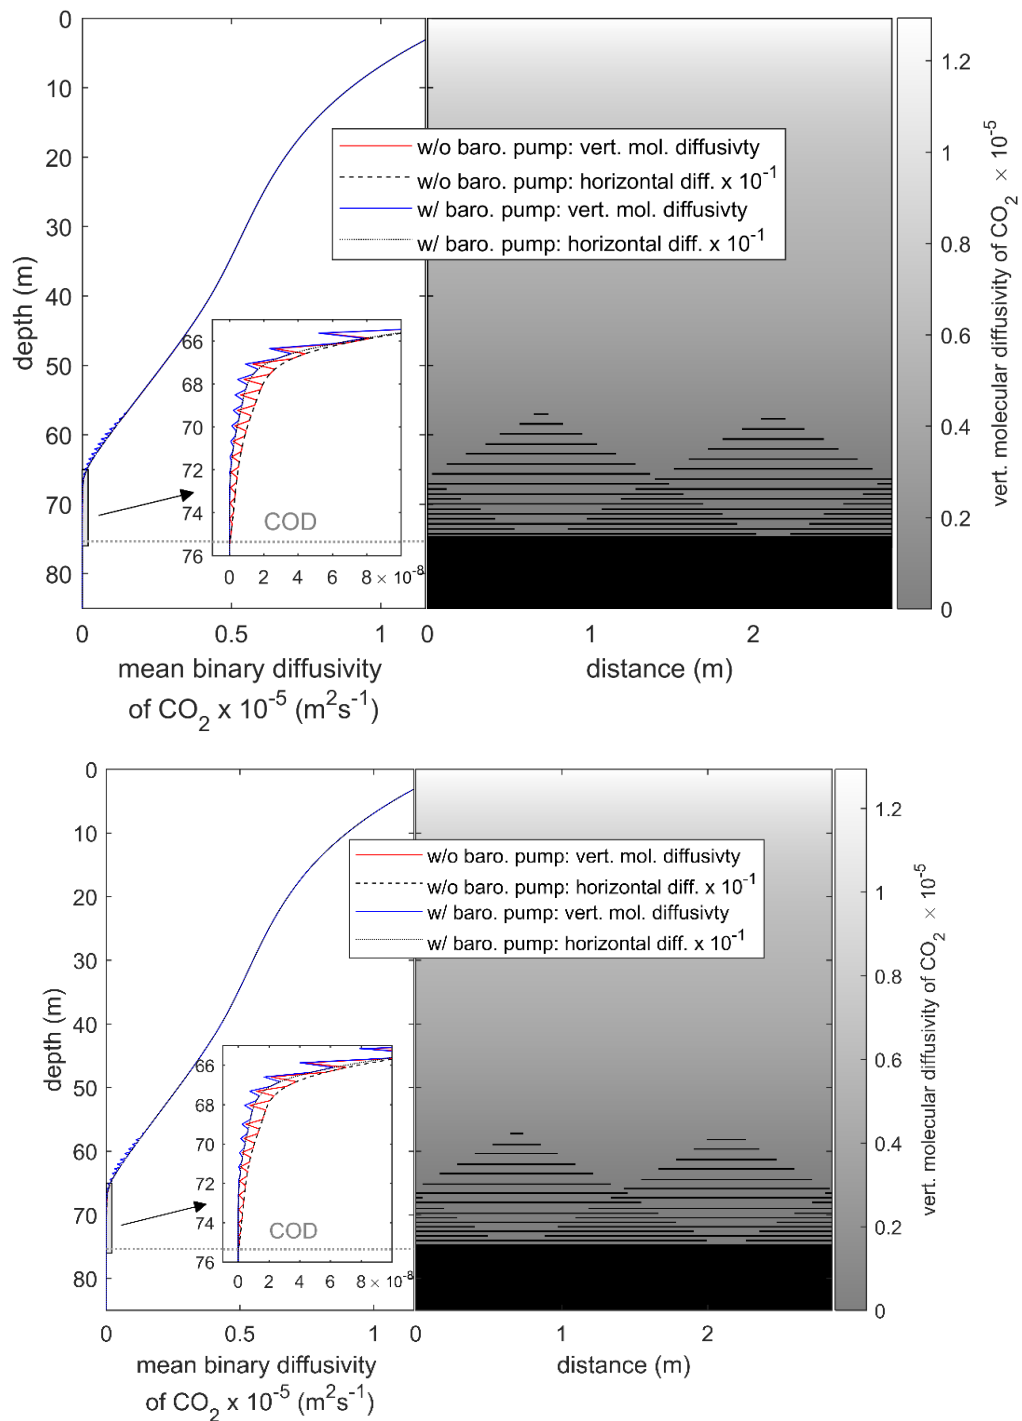 0
10
20
30
40
50
60
70
80
depth (m)
w/o baro. pump: vert. mol. diffusivty
w/o baro. pump: horizontal diff. x 10^-1
w/ baro. pump: vert. mol. diffusivty
w/ baro. pump: horizontal diff. x 10^-1
66
68
70
72
74
76
COD
0 2 4 6 8 × 10^-8
0 0.5 1
mean binary diffusivity
of CO2 x 10^-5 (m^2s^-1)
0 1 2
distance (m)
1.2
1
0.8
0.6
0.4
0.2
0
vert. molecular diffusivity of CO2 × 10^-5
0
10
20
30
40
50
60
70
80
depth (m)
w/o baro. pump: vert. mol. diffusivty
w/o baro. pump: horizontal diff. x 10^-1
w/ baro. pump: vert. mol. diffusivty
w/ baro. pump: horizontal diff. x 10^-1
66
68
70
72
74
76
COD
0 2 4 6 8 × 10^-8
0 0.5 1
mean binary diffusivity
of CO2 x 10^-5 (m^2s^-1)
0 1 2
distance (m)
1.2
1
0.8
0.6
0.4
0.2
0
vert. molecular diffusivity of CO2 × 10^-5